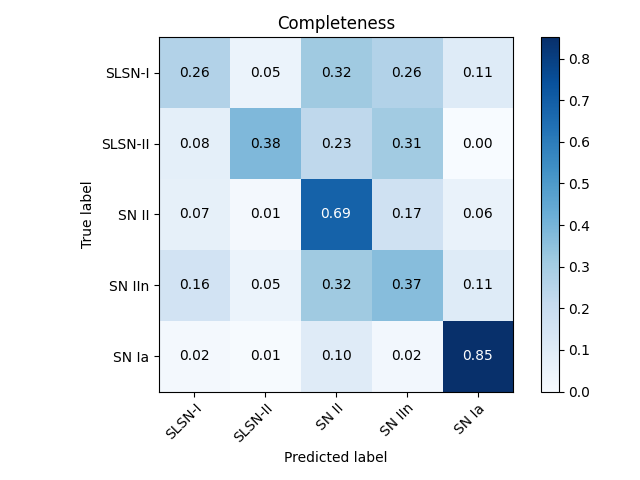 Completeness
True label
SLSN-I 0.26 0.05 0.32 0.26 0.11
SLSN-II 0.08 0.38 0.23 0.31 0.00
SN II 0.07 0.01 0.69 0.17 0.06
SN IIn 0.16 0.05 0.32 0.37 0.11
SN Ia 0.02 0.01 0.10 0.02 0.85
SLSN-I SLSN-II SN II SN IIn SN Ia
Predicted label
0.8
0.7
0.6
0.5
0.4
0.3
0.2
0.1
0.0